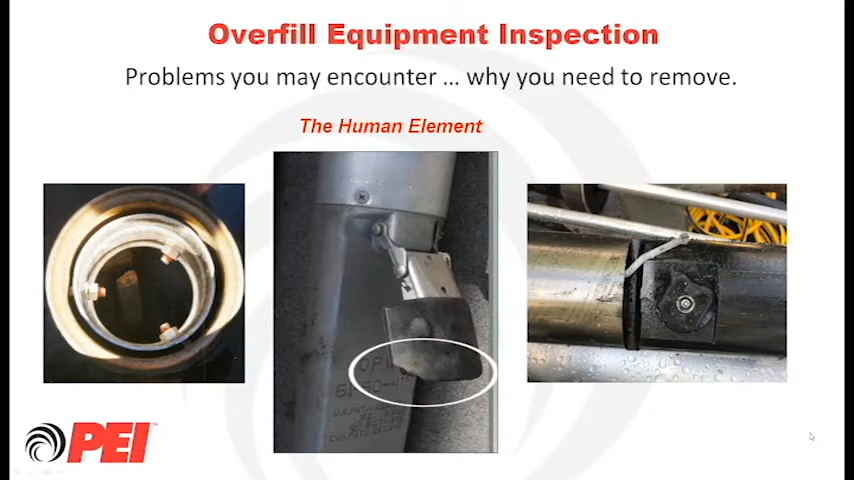 Overfill Equipment Inspection
Problems you may encounter ... why you need to remove.
The Human Element
PEI